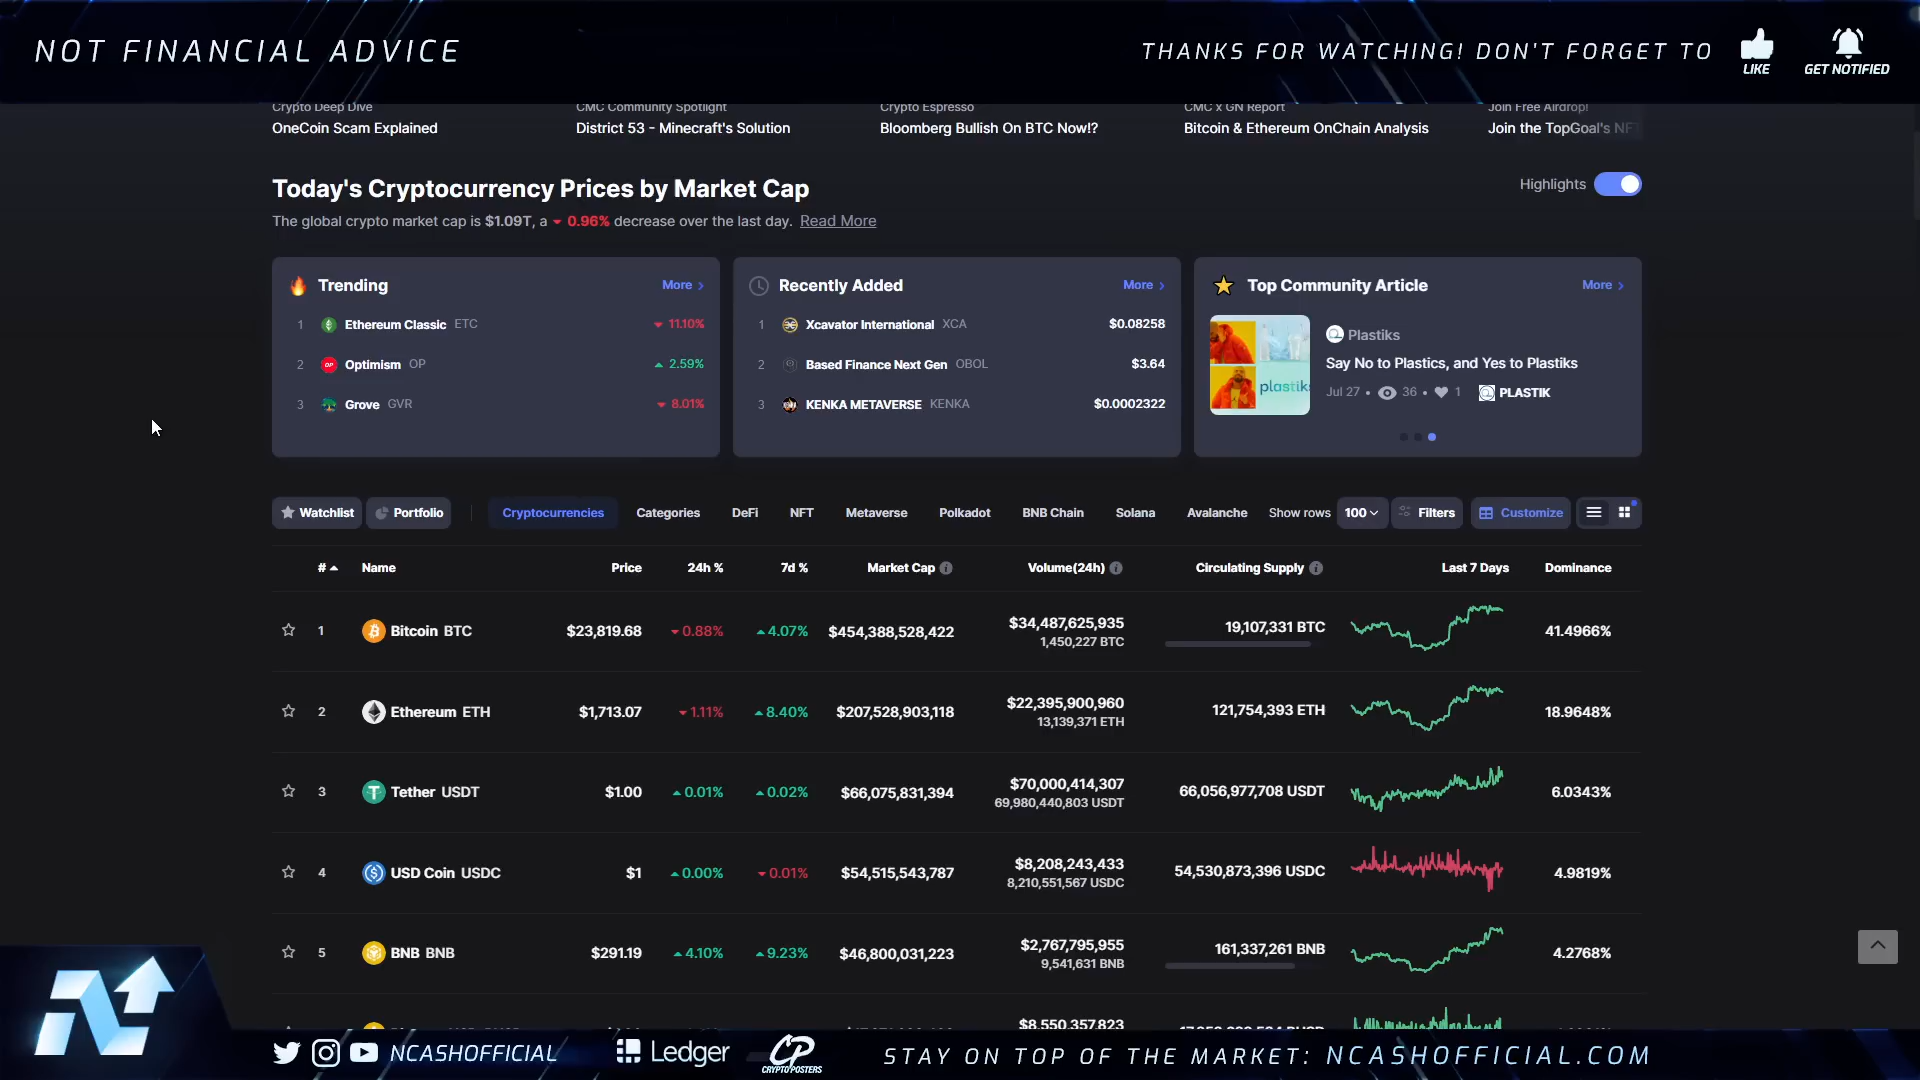 NOT FINANCIAL ADVICE
THANKS FOR WATCHING! DON'T FORGET TO
LIKE
GET NOTIFIED
Crypto Deep Dive
CMC Community Spotlight
Crypto Espresso
CMC x GN Report
Join Free Airdrop!
OneCoin Scam Explained
District 53 - Minecraft's Solution
Bloomberg Bullish On BTC Now!?
Bitcoin & Ethereum OnChain Analysis
Join the TopGoal's NFT
Today's Cryptocurrency Prices by Market Cap
Highlights
The global crypto market cap is $1.09T, a 0.96% decrease over the last day. Read More
Trending More
1 Ethereum Classic ETC 11.10%
2 Optimism OP 2.59%
3 Grove GVR 8.01%
Recently Added More
1 Xcavator International XCA $0.08258
2 Based Finance Next Gen OBOL $3.64
3 KENKA METAVERSE KENKA $0.0002322
Top Community Article More
plastiks
Plastiks
Say No to Plastics, and Yes to Plastiks
Jul 27 • 36 • 1 PLASTIK
Watchlist Portfolio Cryptocurrencies Categories DeFi NFT Metaverse Polkadot BNB Chain Solana Avalanche Show rows 100 Filters Customize
# Name Price 24h % 7d % Market Cap Volume(24h) Circulating Supply Last 7 Days Dominance
1 Bitcoin BTC $23,819.68 0.88% 4.07% $454,388,528,422 $34,487,625,935 19,107,331 BTC 41.4966%
1,450,227 BTC
2 Ethereum ETH $1,713.07 1.11% 8.40% $207,528,903,118 $22,395,900,960 121,754,393 ETH 18.9648%
13,139,371 ETH
3 Tether USDT $1.00 0.01% 0.02% $66,075,831,394 $70,000,414,307 66,056,977,708 USDT 6.0343%
69,980,440,803 USDT
4 USD Coin USDC $1 0.00% 0.01% $54,515,543,787 $8,208,243,433 54,530,873,396 USDC 4.9819%
8,210,551,567 USDC
5 BNB BNB $291.19 4.10% 9.23% $46,800,031,223 $2,767,795,955 161,337,261 BNB 4.2768%
9,541,631 BNB
$8,550,357,823
NCASHOFFICIAL
Ledger
CP
CRYPTO POSTERS
STAY ON TOP OF THE MARKET: NCASHOFFICIAL.COM